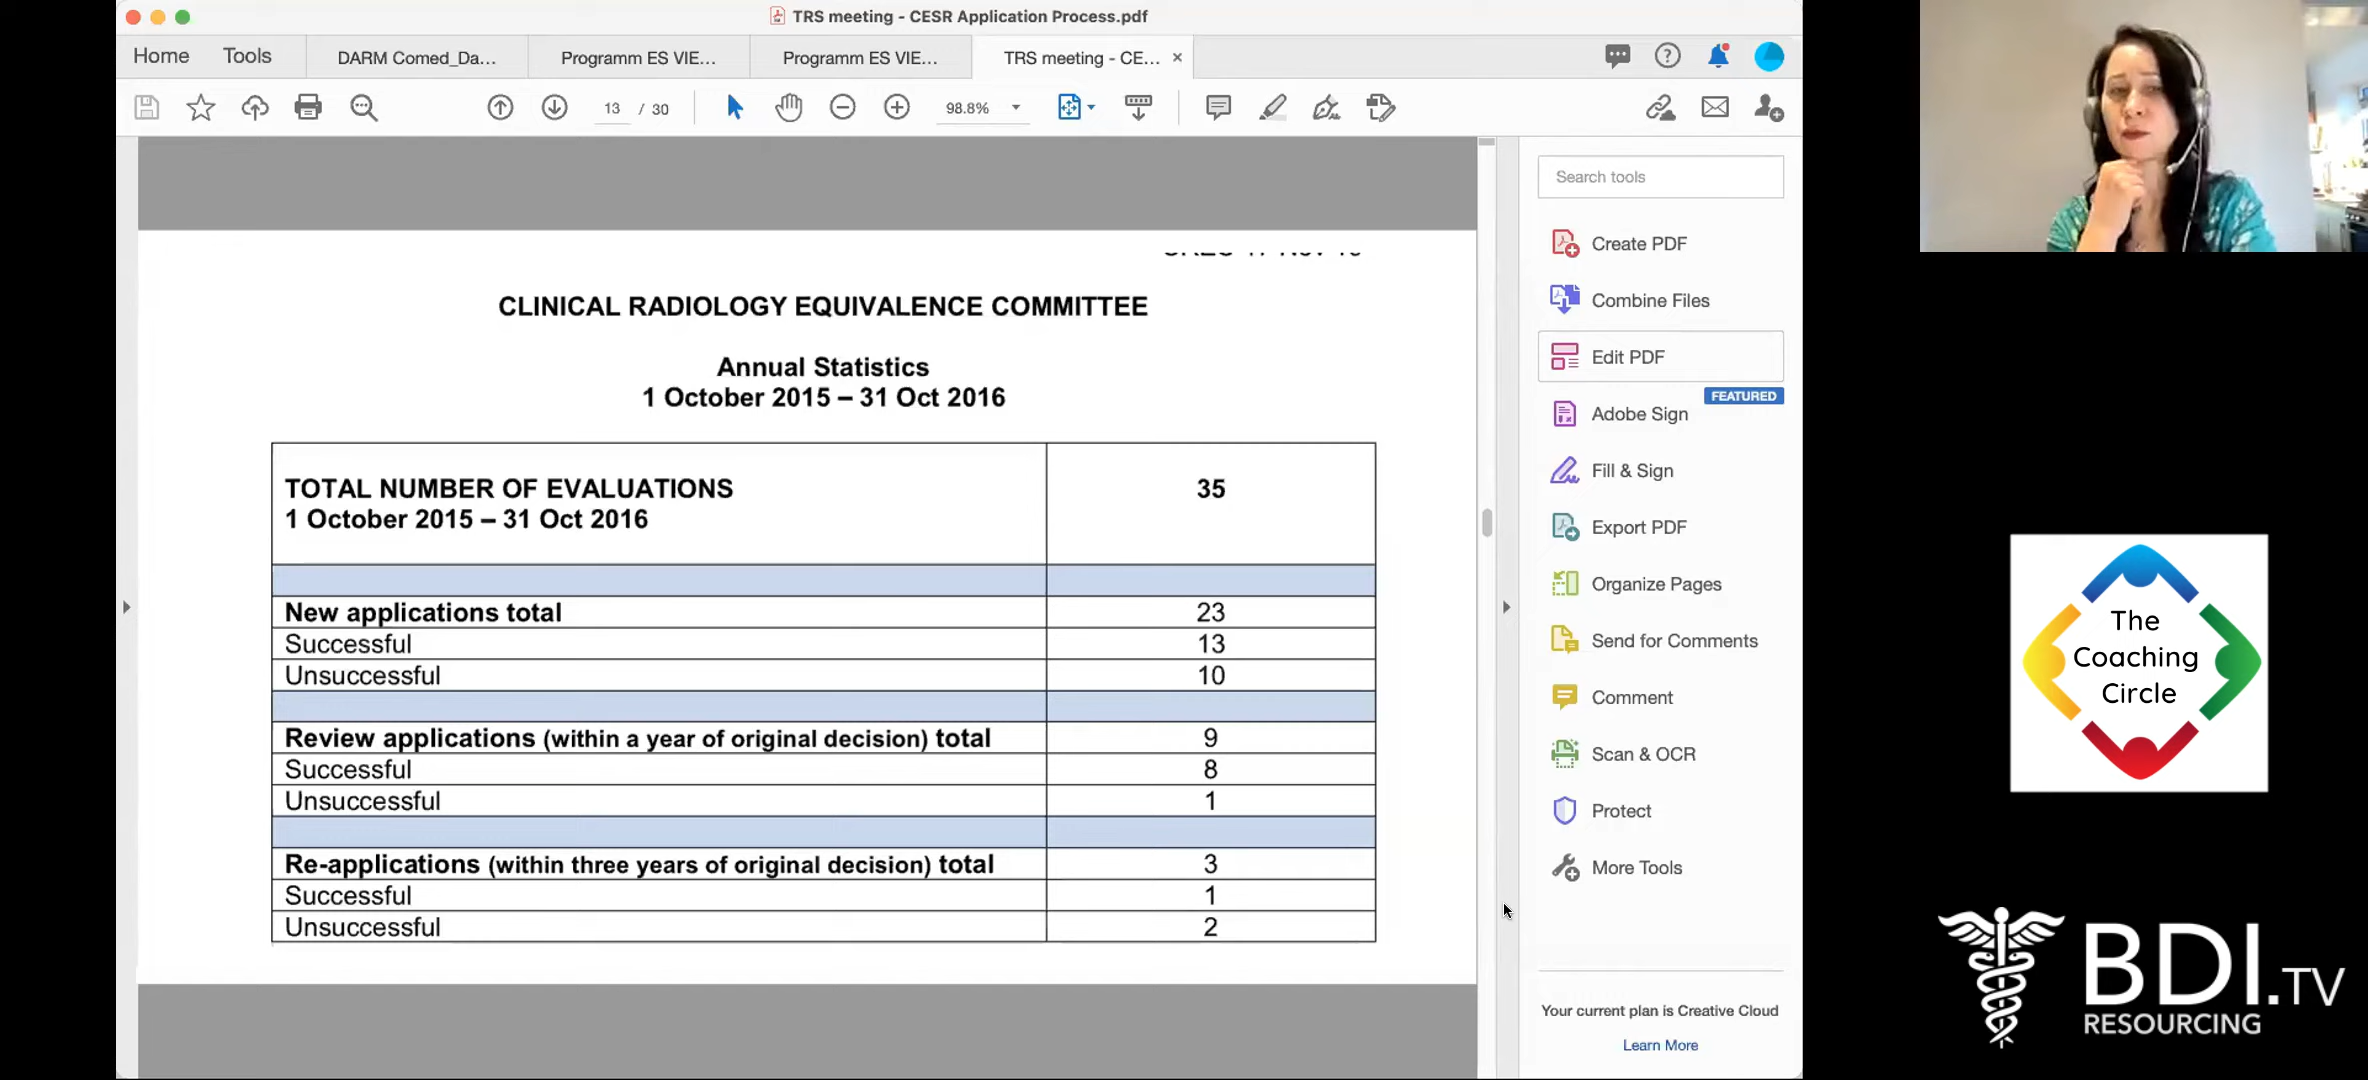 TRS meeting - CESR Application Process.pdf
Home Tools DARM Comed_Da... Programm ES VIE... Programm ES VIE... TRS meeting - CE... ×
13 / 30 98.8%
CLINICAL RADIOLOGY EQUIVALENCE COMMITTEE
Annual Statistics
1 October 2015 – 31 Oct 2016
TOTAL NUMBER OF EVALUATIONS 35
1 October 2015 – 31 Oct 2016
New applications total 23
Successful 13
Unsuccessful 10
Review applications (within a year of original decision) total 9
Successful 8
Unsuccessful 1
Re-applications (within three years of original decision) total 3
Successful 1
Unsuccessful 2
Search tools
Create PDF
Combine Files
Edit PDF
FEATURED
Adobe Sign
Fill & Sign
Export PDF
Organize Pages
Send for Comments
Comment
Scan & OCR
Protect
More Tools
Your current plan is Creative Cloud
Learn More
The
Coaching
Circle
BDI.TV
RESOURCING